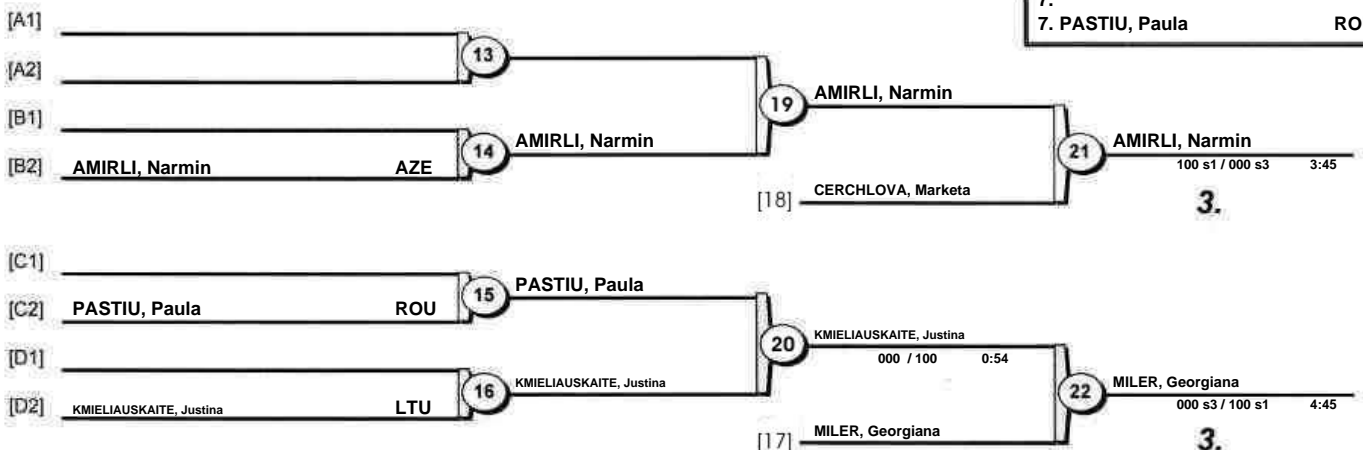 7.
7. PASTIU, Paula RO
[A1]
13
[A2]
AMIRLI, Narmin
19
[B1]
AMIRLI, Narmin
AMIRLI, Narmin
14
21
[B2] AMIRLI, Narmin AZE
100 s1 / 000 s3 3:45
[18] CERCHLOVA, Marketa
3.
[C1]
PASTIU, Paula
15
[C2] PASTIU, Paula ROU
KMIELIAUSKAITE, Justina
20
000 / 100 0:54
[D1]
KMIELIAUSKAITE, Justina
MILER, Georgiana
16
22
[D2] KMIELIAUSKAITE, Justina LTU
000 s3 / 100 s1 4:45
[17] MILER, Georgiana
3.